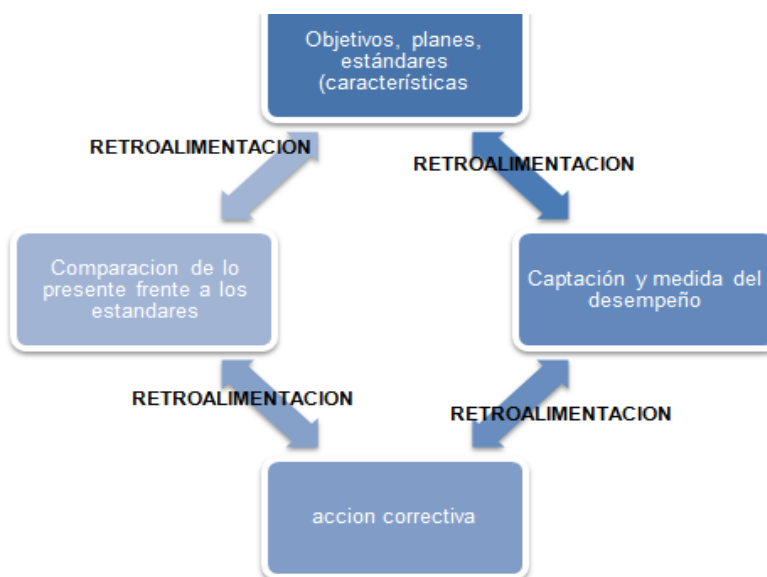 Objetivos, planes,
estándares
(características
RETROALIMENTACION
RETROALIMENTACION
Comparacion de lo
presente frente a los
estandares
Captación y medida del
desempeño
RETROALIMENTACION
RETROALIMENTACION
accion correctiva